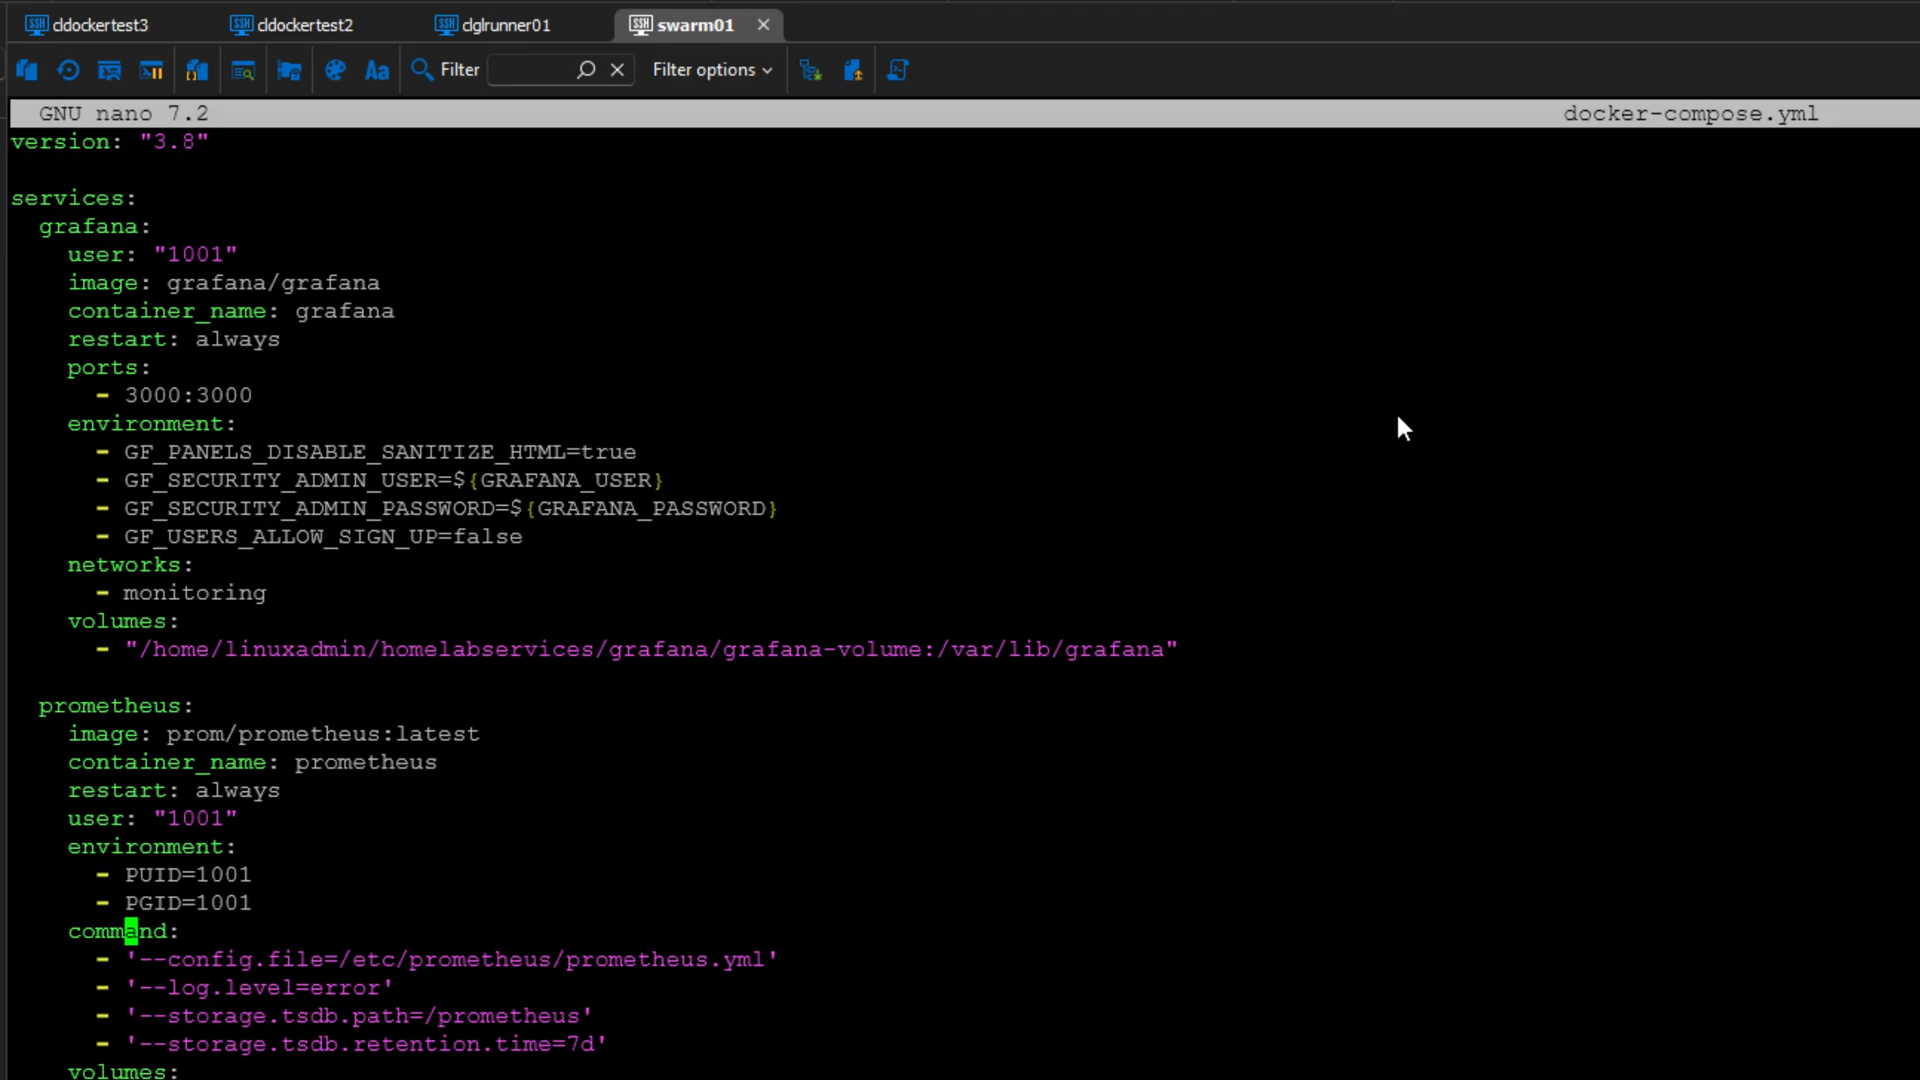 cldockertest3 cldockertest2 clglrunner01 SSH swarm01
Filter Filter options
GNU nano 7.2 docker-compose.yml
version: "3.8"
services:
  grafana:
    user: "1001"
    image: grafana/grafana
    container_name: grafana
    restart: always
    ports:
      - 3000:3000
    environment:
      - GF_PANELS_DISABLE_SANITIZE_HTML=true
      - GF_SECURITY_ADMIN_USER=${GRAFANA_USER}
      - GF_SECURITY_ADMIN_PASSWORD=${GRAFANA_PASSWORD}
      - GF_USERS_ALLOW_SIGN_UP=false
    networks:
      - monitoring
    volumes:
      - "/home/linuxadmin/homelabservices/grafana/grafana-volume:/var/lib/grafana"
  prometheus:
    image: prom/prometheus:latest
    container_name: prometheus
    restart: always
    user: "1001"
    environment:
      - PUID=1001
      - PGID=1001
    command:
      - '--config.file=/etc/prometheus/prometheus.yml'
      - '--log.level=error'
      - '--storage.tsdb.path=/prometheus'
      - '--storage.tsdb.retention.time=7d'
    volumes: